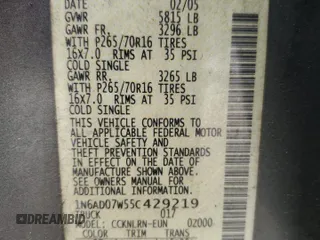 DATE 02/05
GVWR 5815 LB
GAWR FR. 3296 LB
WITH P265/70R16 TIRES
16x7.0 RIMS AT 35 PSI
COLD SINGLE
GAWR RR. 3265 LB
WITH P265/70R16 TIRES
16x7.0 RIMS AT 35 PSI
COLD SINGLE
THIS VEHICLE CONFORMS TO
ALL APPLICABLE FEDERAL MOTOR
VEHICLE SAFETY AND
THEFT PREVENTION STANDARDS
IN EFFECT ON THE DATE OF
MANUFACTURE SHOWN ABOVE.
SEE OWNERS MANUAL FOR
ADDITIONAL INFORMATION.
1N6AD07W55C429219
TRUCK 017
MODEL: CCKNLRN-EUN 02000
COLOR TRIM TRANS
DREAMBID